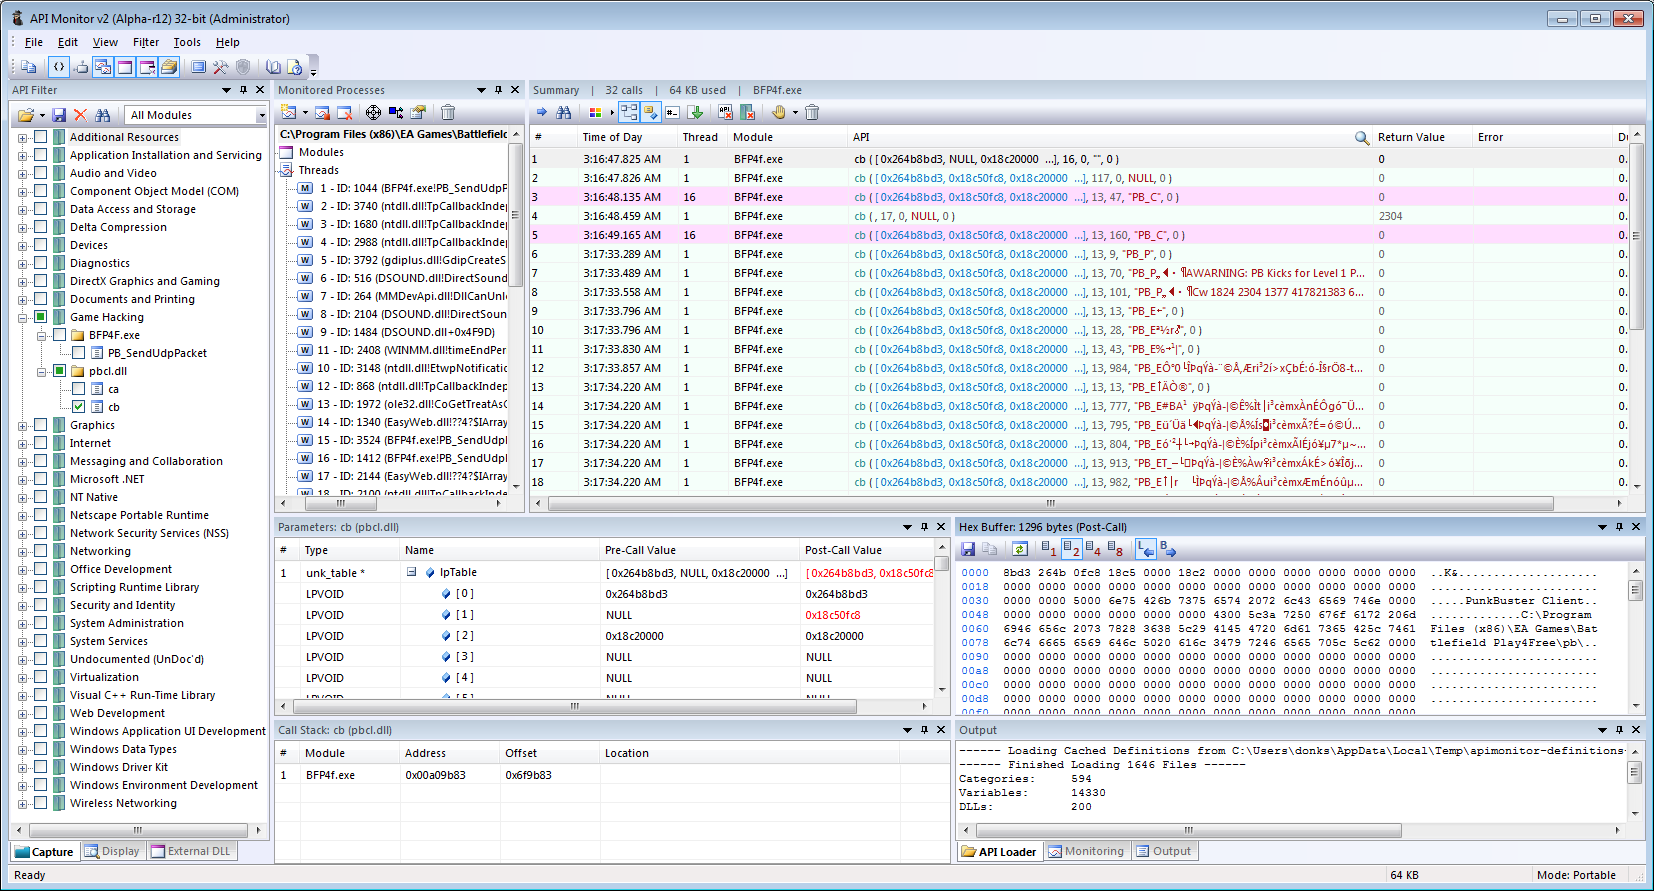 API Monitor v2 (Alpha-r12) 32-bit (Administrator)
File Edit View Filter Tools Help
API Filter
All Modules
Additional Resources
Application Installation and Servicing
Audio and Video
Component Object Model (COM)
Data Access and Storage
Delta Compression
Devices
Diagnostics
DirectX Graphics and Gaming
Documents and Printing
Game Hacking
BFP4F.exe
PB_SendUdpPacket
pbcl.dll
ca
cb
Graphics
Internet
Messaging and Collaboration
Microsoft .NET
NT Native
Netscape Portable Runtime
Network Security Services (NSS)
Networking
Office Development
Scripting Runtime Library
Security and Identity
System Administration
System Services
Undocumented (UnDoc'd)
Virtualization
Visual C++ Run-Time Library
Web Development
Windows Application UI Development
Windows Data Types
Windows Driver Kit
Windows Environment Development
Wireless Networking
Capture Display External DLL
Monitored Processes
C:\Program Files (x86)\EA Games\Battlefield
Modules
Threads
1 - ID: 1044 (BFP4f.exe!PB_SendUdpP
2 - ID: 3740 (ntdll.dll!TpCallbackIndep
3 - ID: 1680 (ntdll.dll!TpCallbackIndep
4 - ID: 2988 (ntdll.dll!TpCallbackIndep
5 - ID: 3792 (gdiplus.dll!GdipCreateS
6 - ID: 516 (DSOUND.dll!DirectSound
7 - ID: 264 (MMDevApi.dll!DllCanUnlo
8 - ID: 2104 (DSOUND.dll!DirectSoun
9 - ID: 1484 (DSOUND.dll+0x4F9D)
11 - ID: 2408 (WINMM.dll!timeEndPer
10 - ID: 3148 (ntdll.dll!EtwpNotificatio
12 - ID: 868 (ntdll.dll!TpCallbackIndep
13 - ID: 1972 (ole32.dll!CoGetTreatAsC
14 - ID: 1340 (EasyWeb.dll!??4?$IArray
15 - ID: 3524 (BFP4f.exe!PB_SendUdpl
16 - ID: 1412 (BFP4f.exe!PB_SendUdpl
17 - ID: 2144 (EasyWeb.dll!??4?$IArray
18 - ID: 2100 (ntdll.dll!TpCallbackIndep
Summary | 32 calls | 64 KB used | BFP4f.exe
# Time of Day Thread Module API Return Value Error
1 3:16:47.825 AM 1 BFP4f.exe cb ( [ 0x264b8bd3, NULL, 0x18c20000 ...], 16, 0, "", 0 ) 0 0.
2 3:16:47.826 AM 1 BFP4f.exe cb ( [ 0x264b8bd3, 0x18c50fc8, 0x18c20000 ...], 117, 0, NULL, 0 ) 0 0.
3 3:16:48.135 AM 16 BFP4f.exe cb ( [ 0x264b8bd3, 0x18c50fc8, 0x18c20000 ...], 13, 47, "PB_C", 0 ) 0 0.
4 3:16:48.459 AM 1 BFP4f.exe cb ( , 17, 0, NULL, 0 ) 2304 0.
5 3:16:49.165 AM 16 BFP4f.exe cb ( [ 0x264b8bd3, 0x18c50fc8, 0x18c20000 ...], 13, 160, "PB_C", 0 ) 0 0.
6 3:17:33.289 AM 1 BFP4f.exe cb ( [ 0x264b8bd3, 0x18c50fc8, 0x18c20000 ...], 13, 9, "PB_P", 0 ) 0 0.
7 3:17:33.489 AM 1 BFP4f.exe cb ( [ 0x264b8bd3, 0x18c50fc8, 0x18c20000 ...], 13, 70, "PB_P„◄•¶AWARNING: PB Kicks for Level 1 P... 0 0.
8 3:17:33.558 AM 1 BFP4f.exe cb ( [ 0x264b8bd3, 0x18c50fc8, 0x18c20000 ...], 13, 101, "PB_P„◄•¶Cw 1824 2304 1377 417821383 6... 0 0.
9 3:17:33.796 AM 1 BFP4f.exe cb ( [ 0x264b8bd3, 0x18c50fc8, 0x18c20000 ...], 13, 13, "PB_E←", 0 ) 0 0.
10 3:17:33.796 AM 1 BFP4f.exe cb ( [ 0x264b8bd3, 0x18c50fc8, 0x18c20000 ...], 13, 28, "PB_E 0 0.
11 3:17:33.830 AM 1 BFP4f.exe cb ( [ 0x264b8bd3, 0x18c50fc8, 0x18c20000 ...], 13, 43, "PB_E%→¹|", 0 ) 0 0.
12 3:17:33.857 AM 1 BFP4f.exe cb ( [ 0x264b8bd3, 0x18c50fc8, 0x18c20000 ...], 13, 984, "PB_E 0 0.
13 3:17:34.220 AM 1 BFP4f.exe cb ( [ 0x264b8bd3, 0x18c50fc8, 0x18c20000 ...], 13, 13, "PB_E↑ÄÒ®", 0 ) 0 0.
14 3:17:34.220 AM 1 BFP4f.exe cb ( [ 0x264b8bd3, 0x18c50fc8, 0x18c20000 ...], 13, 777, "PB_E#BA¹ 0 0.
15 3:17:34.220 AM 1 BFP4f.exe cb ( [ 0x264b8bd3, 0x18c50fc8, 0x18c20000 ...], 13, 795, "PB_E 0 0.
16 3:17:34.220 AM 1 BFP4f.exe cb ( [ 0x264b8bd3, 0x18c50fc8, 0x18c20000 ...], 13, 804, "PB_E 0 0.
17 3:17:34.220 AM 1 BFP4f.exe cb ( [ 0x264b8bd3, 0x18c50fc8, 0x18c20000 ...], 13, 913, "PB_E 0 0.
18 3:17:34.220 AM 1 BFP4f.exe cb ( [ 0x264b8bd3, 0x18c50fc8, 0x18c20000 ...], 13, 982, "PB_E 0 0.
Parameters: cb (pbcl.dll)
# Type Name Pre-Call Value Post-Call Value
1 unk_table * lpTable [ 0x264b8bd3, NULL, 0x18c20000 ...] [ 0x264b8bd3, 0x18c50fc8
LPVOID [ 0 ] 0x264b8bd3 0x264b8bd3
LPVOID [ 1 ] NULL 0x18c50fc8
LPVOID [ 2 ] 0x18c20000 0x18c20000
LPVOID [ 3 ] NULL NULL
LPVOID [ 4 ] NULL NULL
LPVOID [ 5 ] NULL NULL
Call Stack: cb (pbcl.dll)
# Module Address Offset Location
1 BFP4f.exe 0x00a09b83 0x6f9b83
Hex Buffer: 1296 bytes (Post-Call)
1 2 4 8 L B
0000 8bd3 264b 0fc8 18c5 0000 18c2 0000 0000 0000 0000 0000 0000 ..K&....................
0018 0000 0000 0000 0000 0000 0000 0000 0000 0000 0000 0000 0000 ........................
0030 0000 0000 5000 6e75 426b 7375 6574 2072 6c43 6569 746e 0000 .....PunkBuster Client..
0048 0000 0000 0000 0000 0000 0000 4300 5c3a 7250 676f 6172 206d .............C:\Program
0060 6946 656c 2073 7828 3638 5c29 4145 4720 6d61 7365 425c 7461 Files (x86)\EA Games\Bat
0078 6c74 6665 6569 646c 5020 616c 3479 7246 6565 705c 5c62 0000 tlefield Play4Free\pb\..
0090 0000 0000 0000 0000 0000 0000 0000 0000 0000 0000 0000 0000 ........................
00a8 0000 0000 0000 0000 0000 0000 0000 0000 0000 0000 0000 0000 ........................
00c0 0000 0000 0000 0000 0000 0000 0000 0000 0000 0000 0000 0000 ........................
00d8 0000 0000 0000 0000 0000 0000 0000 0000 0000 0000 0000 0000 ........................
00f0 0000 0000 0000 0000 0000 0000 0000 0000 0000 0000 0000 0000 ........................
Output
------ Loading Cached Definitions from C:\Users\donks\AppData\Local\Temp\apimonitor-definitions-
------ Finished Loading 1646 Files ------
Categories: 594
Variables: 14330
DLLs: 200
API Loader Monitoring Output
Ready 64 KB Mode: Portable